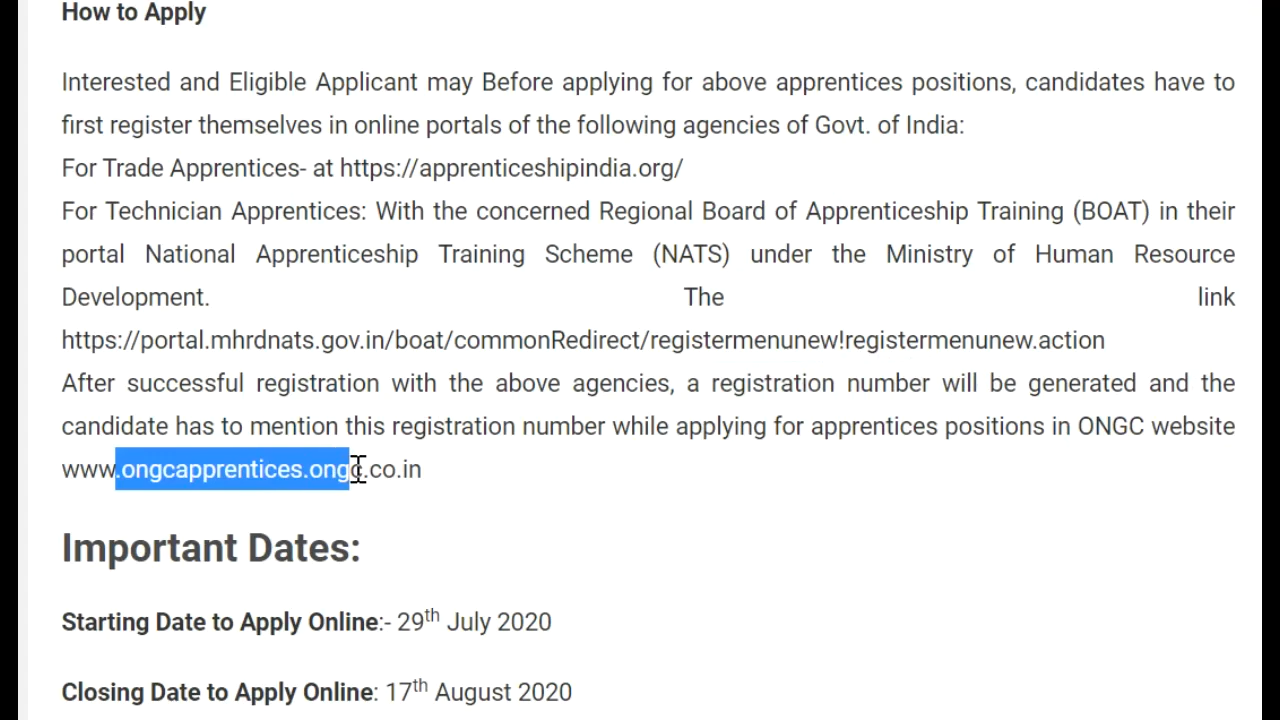 How to Apply
Interested and Eligible Applicant may Before applying for above apprentices positions, candidates have to
first register themselves in online portals of the following agencies of Govt. of India:
For Trade Apprentices- at https://apprenticeshipindia.org/
For Technician Apprentices: With the concerned Regional Board of Apprenticeship Training (BOAT) in their
portal National Apprenticeship Training Scheme (NATS) under the Ministry of Human Resource
Development. The link
https://portal.mhrdnats.gov.in/boat/commonRedirect/registermenunew!registermenunew.action
After successful registration with the above agencies, a registration number will be generated and the
candidate has to mention this registration number while applying for apprentices positions in ONGC website
www.ongcapprentices.ongc.co.in
Important Dates:
Starting Date to Apply Online:- 29th July 2020
Closing Date to Apply Online: 17th August 2020